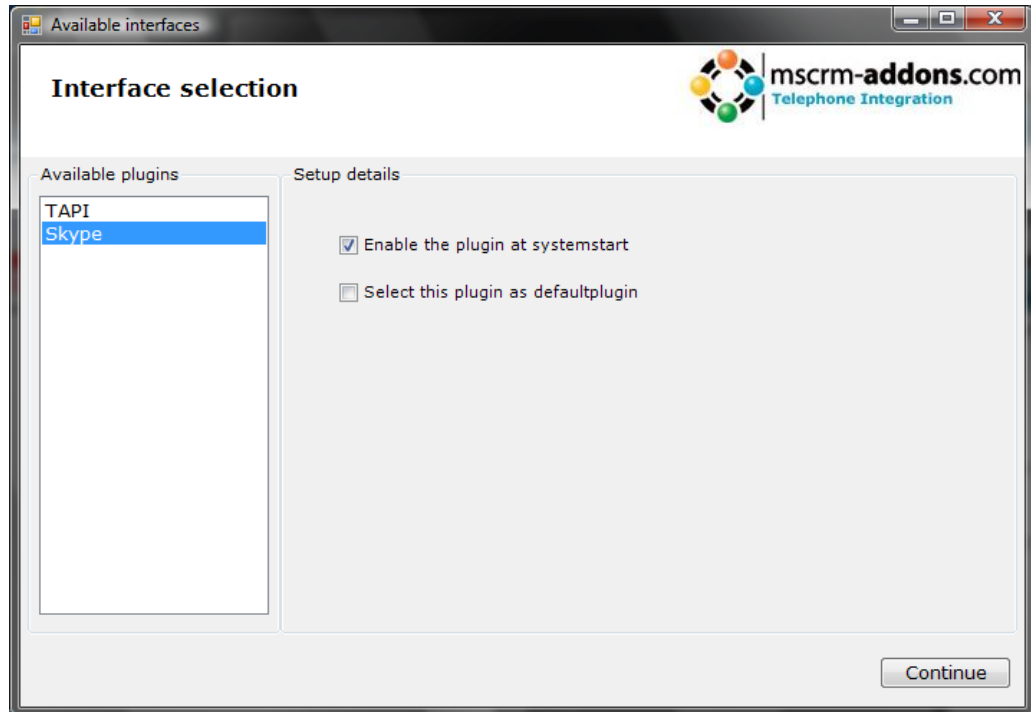 Available interfaces
Interface selection
mscrm-addons.com
Telephone Integration
Available plugins
TAPI
Skype
Setup details
Enable the plugin at systemstart
Select this plugin as defaultplugin
Continue